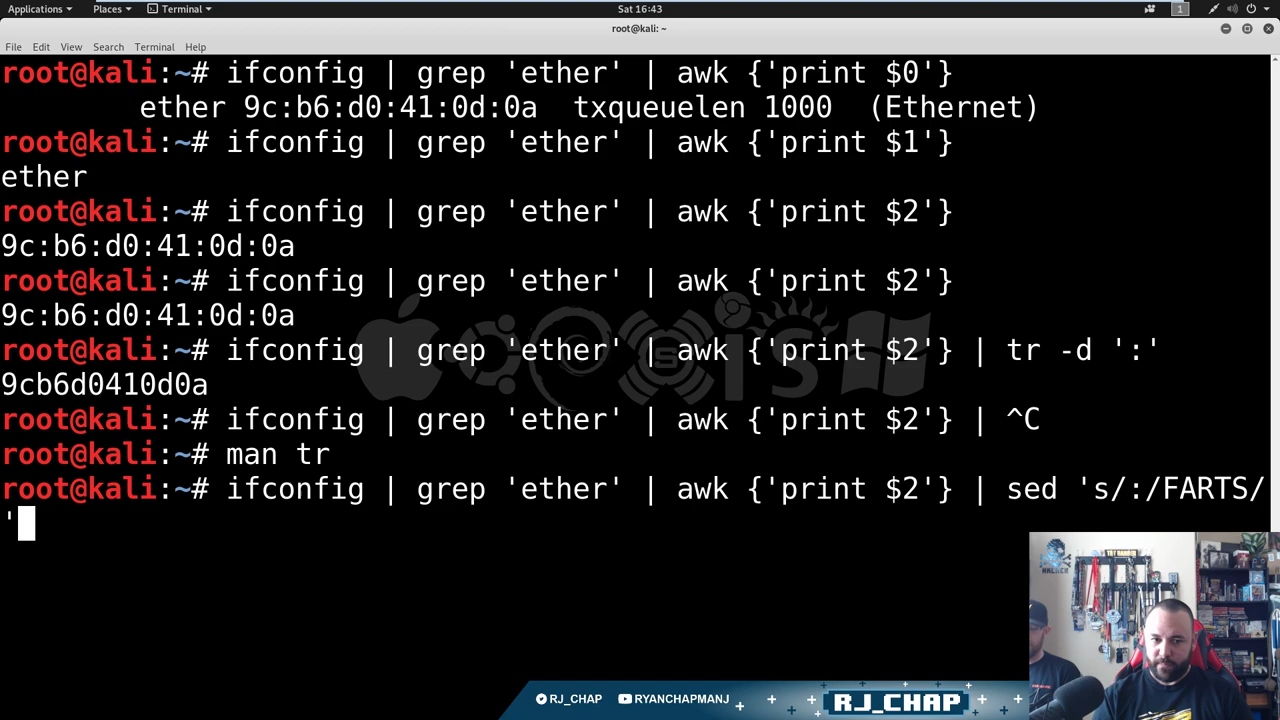 Applications Places Terminal Sat 16:43 1
root@kali: ~
File Edit View Search Terminal Help
root@kali:~# ifconfig | grep 'ether' | awk {'print $0'}
ether 9c:b6:d0:41:0d:0a txqueuelen 1000 (Ethernet)
root@kali:~# ifconfig | grep 'ether' | awk {'print $1'}
ether
root@kali:~# ifconfig | grep 'ether' | awk {'print $2'}
9c:b6:d0:41:0d:0a
root@kali:~# ifconfig | grep 'ether' | awk {'print $2'}
9c:b6:d0:41:0d:0a
root@kali:~# ifconfig | grep 'ether' | awk {'print $2'} | tr -d ':'
9cb6d0410d0a
root@kali:~# ifconfig | grep 'ether' | awk {'print $2'} | ^C
root@kali:~# man tr
root@kali:~# ifconfig | grep 'ether' | awk {'print $2'} | sed 's/:/FARTS/
'
RJ_CHAP RYANCHAPMANJ RJ_CHAP